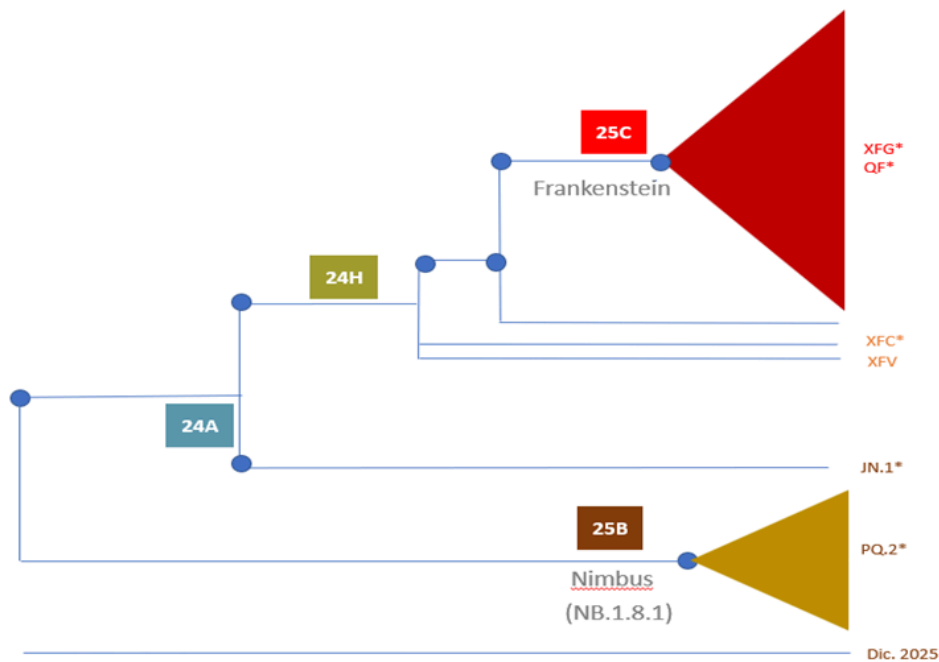 25C
Frankenstein
XFG*
QF*
24H
XFC*
XFV
24A
JN.1*
25B
Nimbus
(NB.1.8.1)
PQ.2*
Dic. 2025